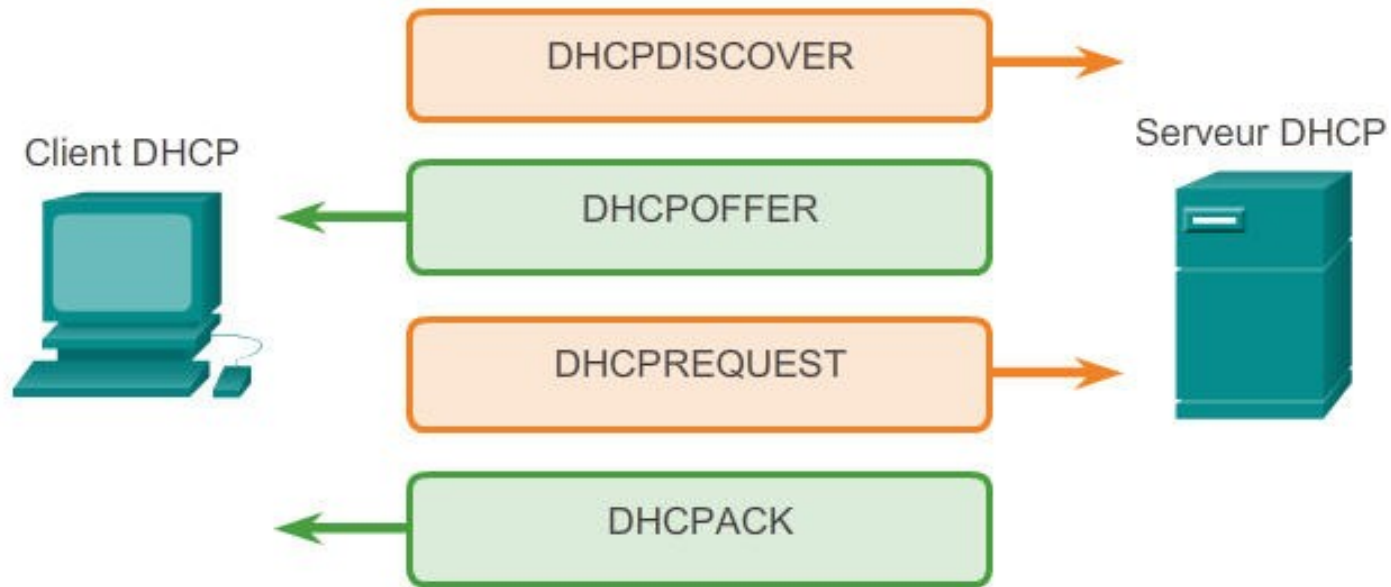 DHCPDISCOVER
Client DHCP
Serveur DHCP
DHCPOFFER
DHCPREQUEST
DHCPACK